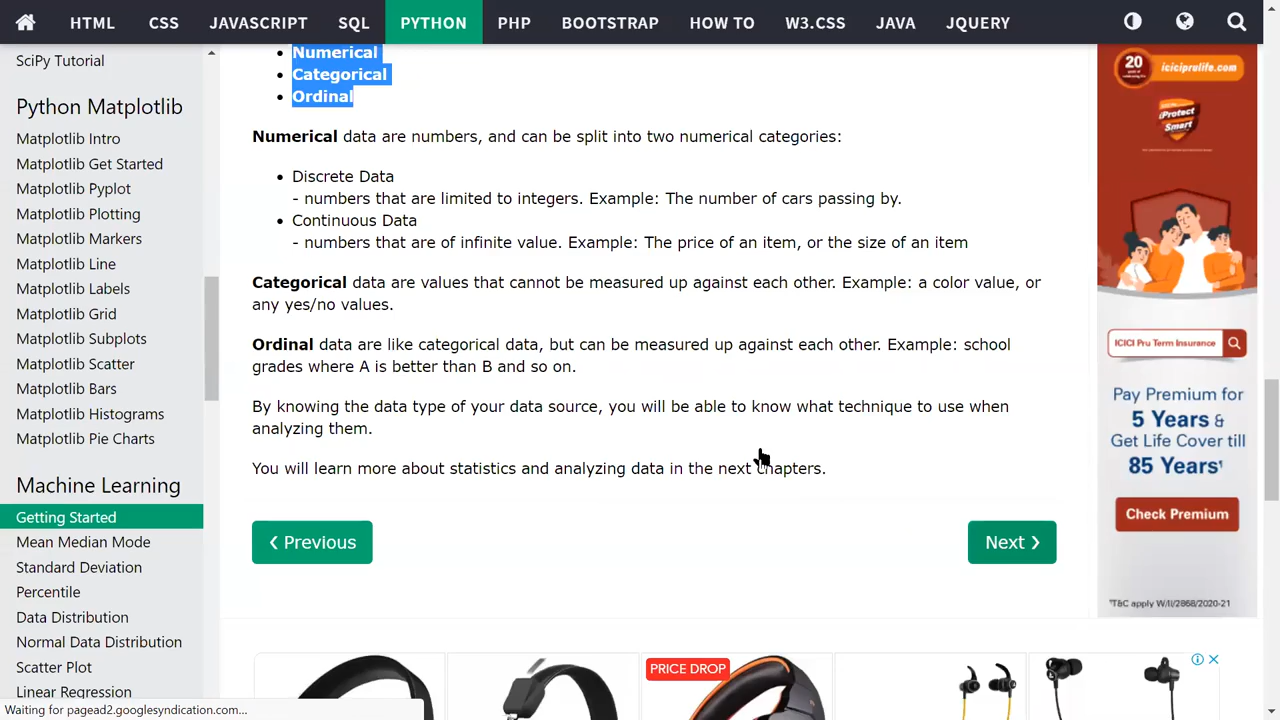 HTML CSS JAVASCRIPT SQL PYTHON PHP BOOTSTRAP HOW TO W3.CSS JAVA JQUERY
SciPy Tutorial
Python Matplotlib
Matplotlib Intro
Matplotlib Get Started
Matplotlib Pyplot
Matplotlib Plotting
Matplotlib Markers
Matplotlib Line
Matplotlib Labels
Matplotlib Grid
Matplotlib Subplots
Matplotlib Scatter
Matplotlib Bars
Matplotlib Histograms
Matplotlib Pie Charts
Machine Learning
Getting Started
Mean Median Mode
Standard Deviation
Percentile
Data Distribution
Normal Data Distribution
Scatter Plot
Linear Regression
Waiting for pagead2.googlesyndication.com...
• Numerical
• Categorical
• Ordinal
Numerical data are numbers, and can be split into two numerical categories:
• Discrete Data
- numbers that are limited to integers. Example: The number of cars passing by.
• Continuous Data
- numbers that are of infinite value. Example: The price of an item, or the size of an item
Categorical data are values that cannot be measured up against each other. Example: a color value, or
any yes/no values.
Ordinal data are like categorical data, but can be measured up against each other. Example: school
grades where A is better than B and so on.
By knowing the data type of your data source, you will be able to know what technique to use when
analyzing them.
You will learn more about statistics and analyzing data in the next chapters.
❮ Previous
Next ❯
PRICE DROP
20
iciciprulife.com
iProtect
Smart
ICICI Pru Term Insurance
Pay Premium for
5 Years &
Get Life Cover till
85 Years¹
Check Premium
¹T&C apply W/II/2868/2020-21